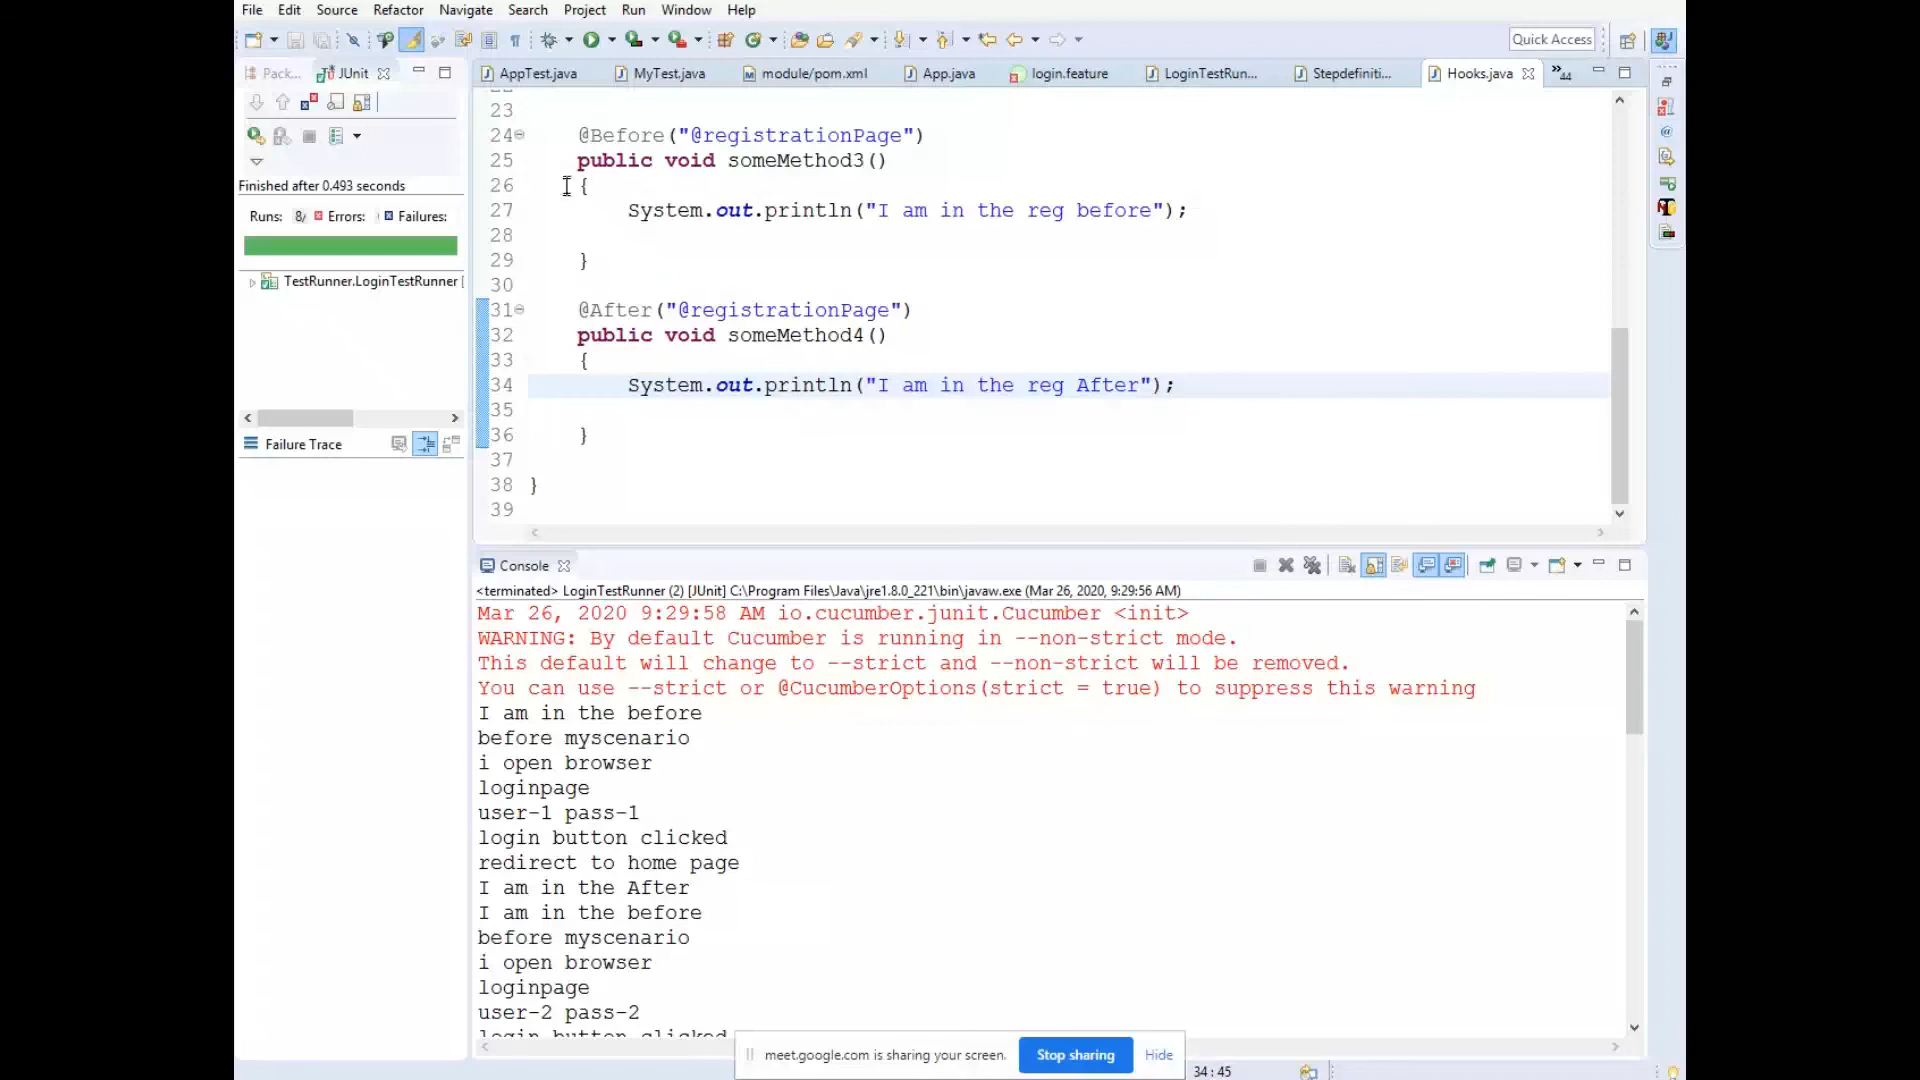 File Edit Source Refactor Navigate Search Project Run Window Help
Quick Access
Pack... JUnit
AppTest.java MyTest.java module/pom.xml App.java login.feature LoginTestRun... Stepdefiniti... Hooks.java 44
Finished after 0.493 seconds
Runs: 8/ Errors: Failures:
TestRunner.LoginTestRunner [
Failure Trace
23
24 @Before("@registrationPage")
25 public void someMethod3()
26 {
27 System.out.println("I am in the reg before");
28
29 }
30
31 @After("@registrationPage")
32 public void someMethod4()
33 {
34 System.out.println("I am in the reg After");
35
36 }
37
38 }
39
Console
<terminated> LoginTestRunner (2) [JUnit] C:\Program Files\Java\jre1.8.0_221\bin\javaw.exe (Mar 26, 2020, 9:29:56 AM)
Mar 26, 2020 9:29:58 AM io.cucumber.junit.Cucumber <init>
WARNING: By default Cucumber is running in --non-strict mode.
This default will change to --strict and --non-strict will be removed.
You can use --strict or @CucumberOptions(strict = true) to suppress this warning
I am in the before
before myscenario
i open browser
loginpage
user-1 pass-1
login button clicked
redirect to home page
I am in the After
I am in the before
before myscenario
i open browser
loginpage
user-2 pass-2
login button clicked
meet.google.com is sharing your screen. Stop sharing Hide
34 : 45